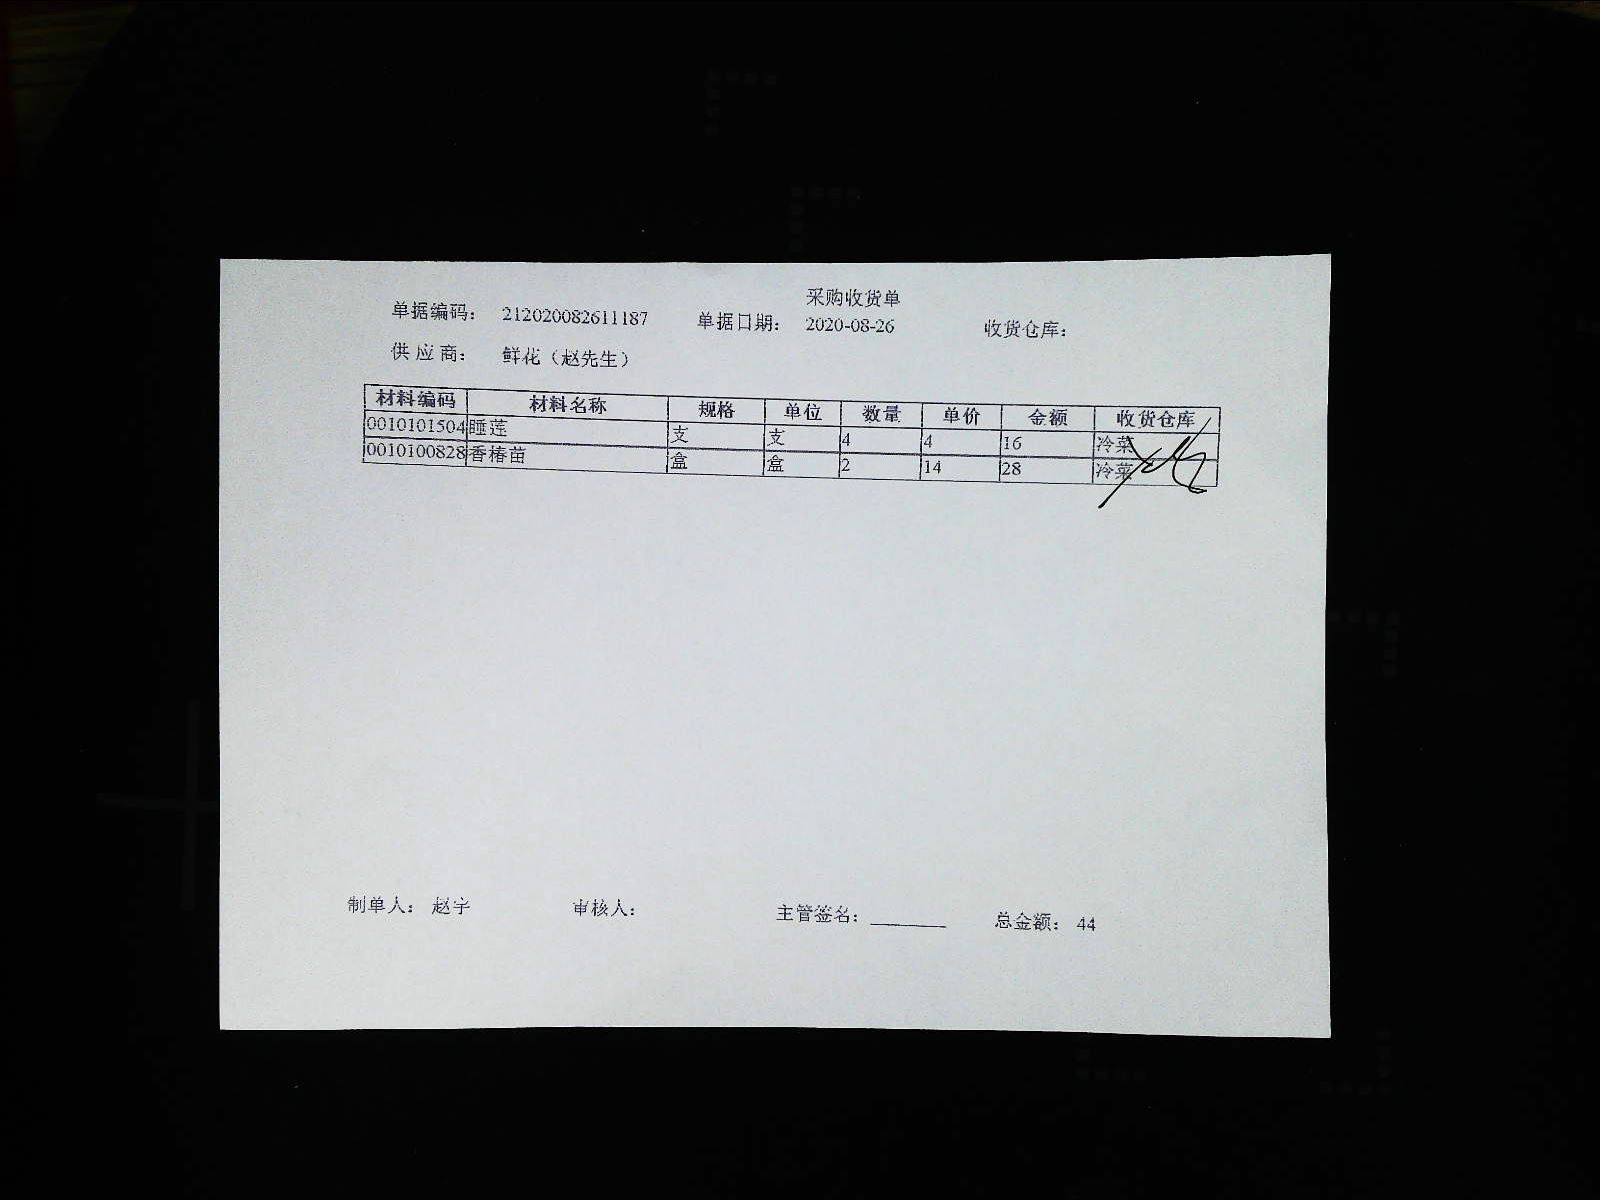 采购收货单
单据编码： 212020082611187 单据日期： 2020-08-26 收货仓库：
供 应 商： 鲜花（赵先生）
材料编码 材料名称 规格 单位 数量 单价 金额 收货仓库
0010101504 睡莲 支 支 4 4 16 冷菜
0010100828 香椿苗 盒 盒 2 14 28 冷菜
制单人： 赵宇 审核人： 主管签名： ________ 总金额： 44